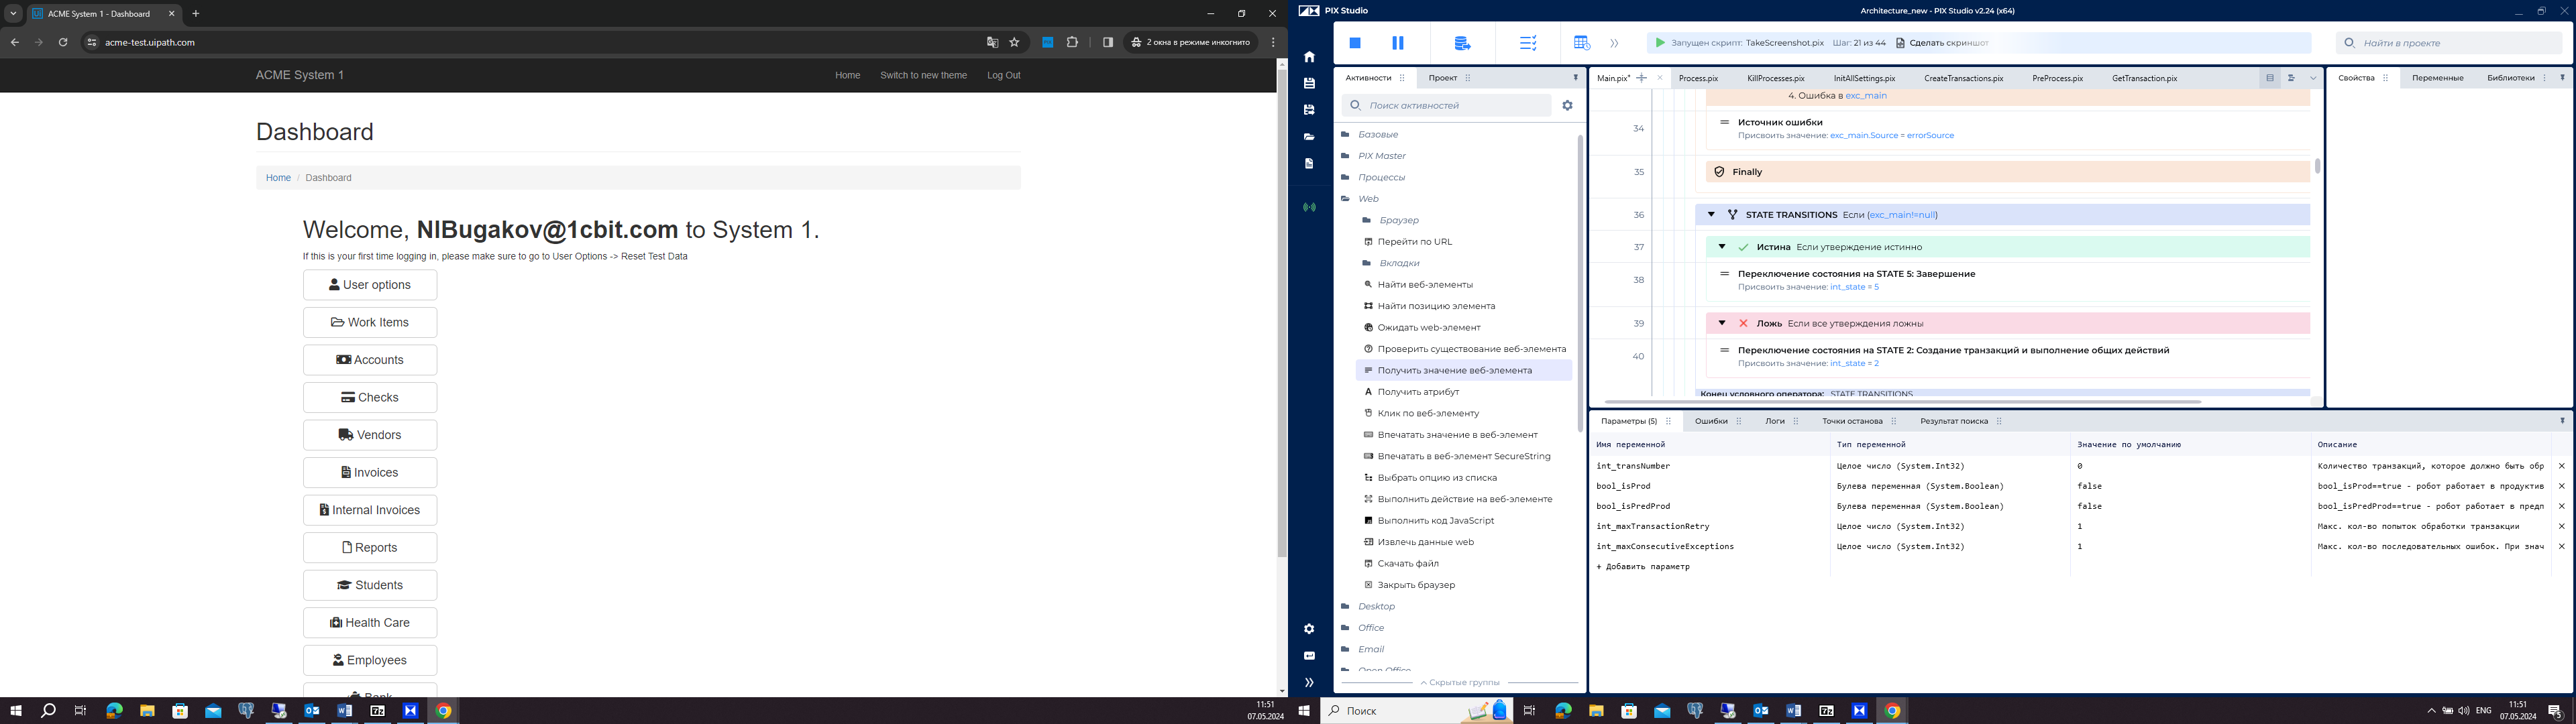 ACME System 1 - Dashboard
acme-test.uipath.com
2 окна в режиме инкогнито
ACME System 1
Home
Switch to new theme
Log Out
Dashboard
Home / Dashboard
Welcome, NIBugakov@1cbit.com to System 1.
If this is your first time logging in, please make sure to go to User Options -> Reset Test Data
User options
Work Items
Accounts
Checks
Vendors
Invoices
Internal Invoices
Reports
Students
Health Care
Employees
Bank
11:51
07.05.2024
PIX Studio
Architecture_new - PIX Studio v2.24 (x64)
Запущен скрипт: TakeScreenshot.pix Шаг: 21 из 44 Сделать скриншот
Найти в проекте
Активности
Проект
Поиск активностей
Базовые
PIX Master
Процессы
Web
Браузер
Перейти по URL
Вкладки
Найти веб-элементы
Найти позицию элемента
Ожидать web-элемент
Проверить существование веб-элемента
Получить значение веб-элемента
Получить атрибут
Клик по веб-элементу
Впечатать значение в веб-элемент
Впечатать в веб-элемент SecureString
Выбрать опцию из списка
Выполнить действие на веб-элементе
Выполнить код JavaScript
Извлечь данные web
Скачать файл
Закрыть браузер
Desktop
Office
Email
Open Office
Скрытые группы
Main.pix*
Process.pix
KillProcesses.pix
InitAllSettings.pix
CreateTransactions.pix
PreProcess.pix
GetTransaction.pix
4. Ошибка в exc_main
34 Источник ошибки
Присвоить значение: exc_main.Source = errorSource
35 Finally
36 STATE TRANSITIONS Если (exc_main!=null)
37 Истина Если утверждение истинно
38 Переключение состояния на STATE 5: Завершение
Присвоить значение: int_state = 5
39 Ложь Если все утверждения ложны
40 Переключение состояния на STATE 2: Создание транзакций и выполнение общих действий
Присвоить значение: int_state = 2
Конец условного оператора: STATE TRANSITIONS
Свойства
Переменные
Библиотеки
Параметры (5)
Ошибки
Логи
Точки останова
Результат поиска
Имя переменной Тип переменной Значение по умолчанию Описание
int_transNumber Целое число (System.Int32) 0 Количество транзакций, которое должно быть обр
bool_isProd Булева переменная (System.Boolean) false bool_isProd==true - робот работает в продуктив
bool_isPredProd Булева переменная (System.Boolean) false bool_isPredProd==true - робот работает в предп
int_maxTransactionRetry Целое число (System.Int32) 1 Макс. кол-во попыток обработки транзакции
int_maxConsecutiveExceptions Целое число (System.Int32) 1 Макс. кол-во последовательных ошибок. При знач
+ Добавить параметр
Поиск
ENG
11:51
07.05.2024